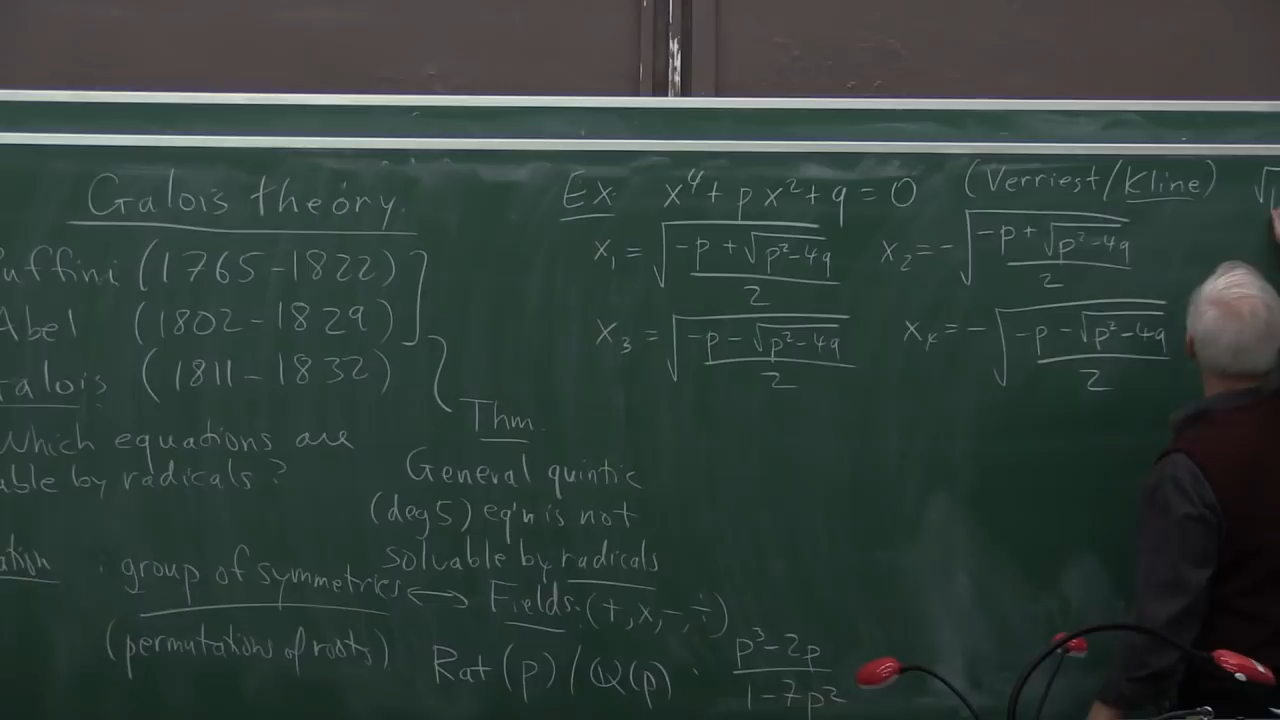 Galois theory.
uffini (1765-1822)
Abel (1802-1829)
alois (1811-1832)
Which equations are
able by radicals?
Thm.
General quintic
(deg 5) eq'n is not
solvable by radicals
group of symmetries ↔ Fields: (+, ×, −, ÷)
(permutations of roots)
Rat(p) / Q(p) · \frac{p³-2p}{1-7p²}
Ex. x⁴ + p x² + q = 0 (Verriest/Kline)
x₁ = √((-p + √(p²-4q))/2) x₂ = -√((-p + √(p²-4q))/2)
x₃ = √((-p - √(p²-4q))/2) x₄ = -√((-p - √(p²-4q))/2)